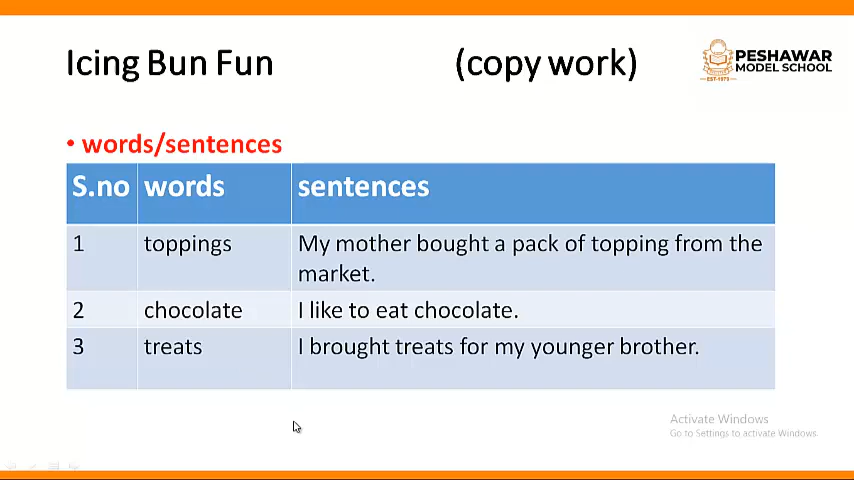 Icing Bun Fun (copy work)
PESHAWAR
MODEL SCHOOL
EST-1973
• words/sentences
S.no words sentences
1 toppings My mother bought a pack of topping from the
market.
2 chocolate I like to eat chocolate.
3 treats I brought treats for my younger brother.
Activate Windows
Go to Settings to activate Windows.